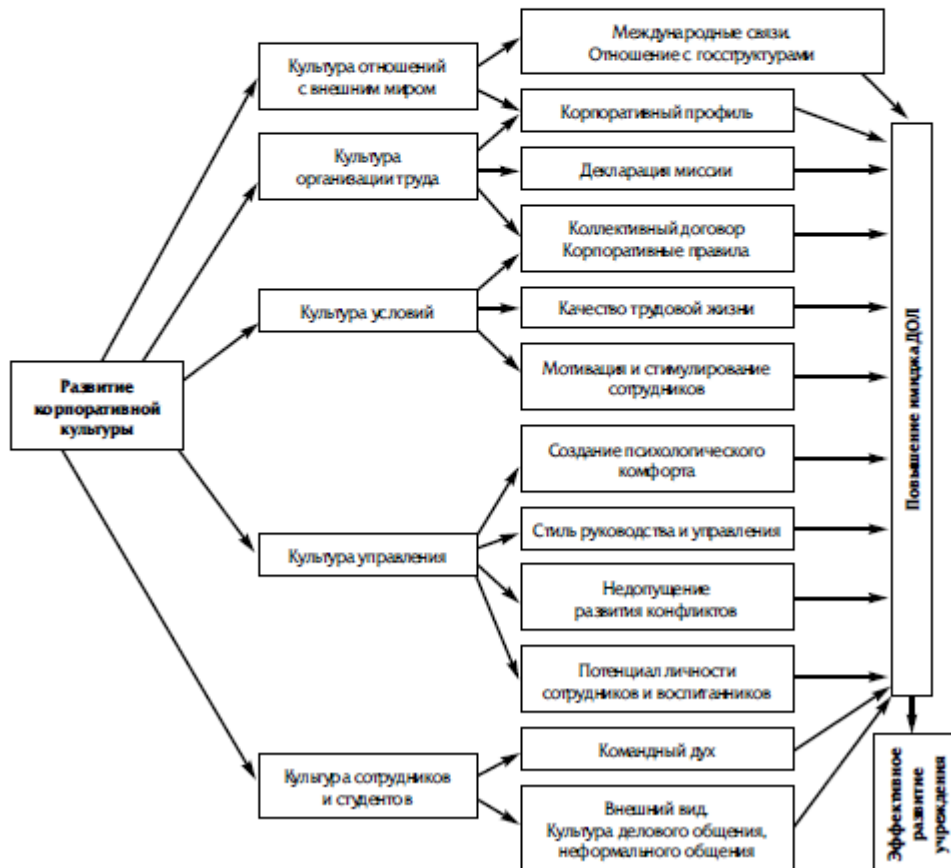 Развитие
корпоративной
культуры
Культура отношений
с внешним миром
Культура
организации труда
Культура условий
Культура управления
Культура сотрудников
и студентов
Международные связи.
Отношение с госструктурами
Корпоративный профиль
Декларация миссии
Коллективный договор
Корпоративные правила
Качество трудовой жизни
Мотивация и стимулирование
сотрудников
Создание психологического
комфорта
Стиль руководства и управления
Недопущение
развития конфликтов
Потенциал личности
сотрудников и воспитанников
Командный дух
Внешний вид.
Культура делового общения,
неформального общения
Повышение имиджа ДОЛ
Эффективное
развитие
учреждения